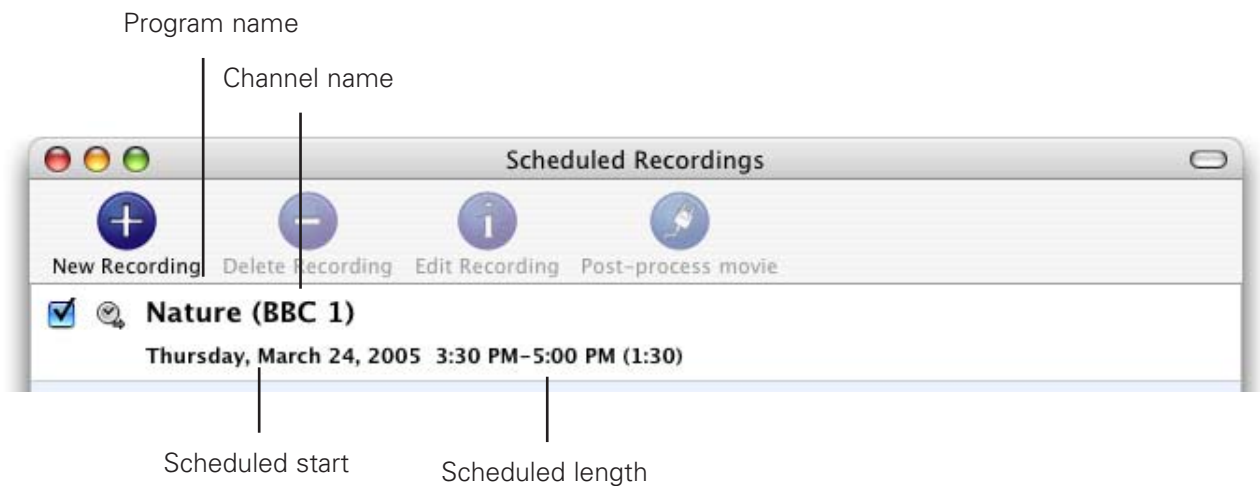 Program name
Channel name
Scheduled Recordings
New Recording Delete Recording Edit Recording Post-process movie
Nature (BBC 1)
Thursday, March 24, 2005 3:30 PM-5:00 PM (1:30)
Scheduled start
Scheduled length